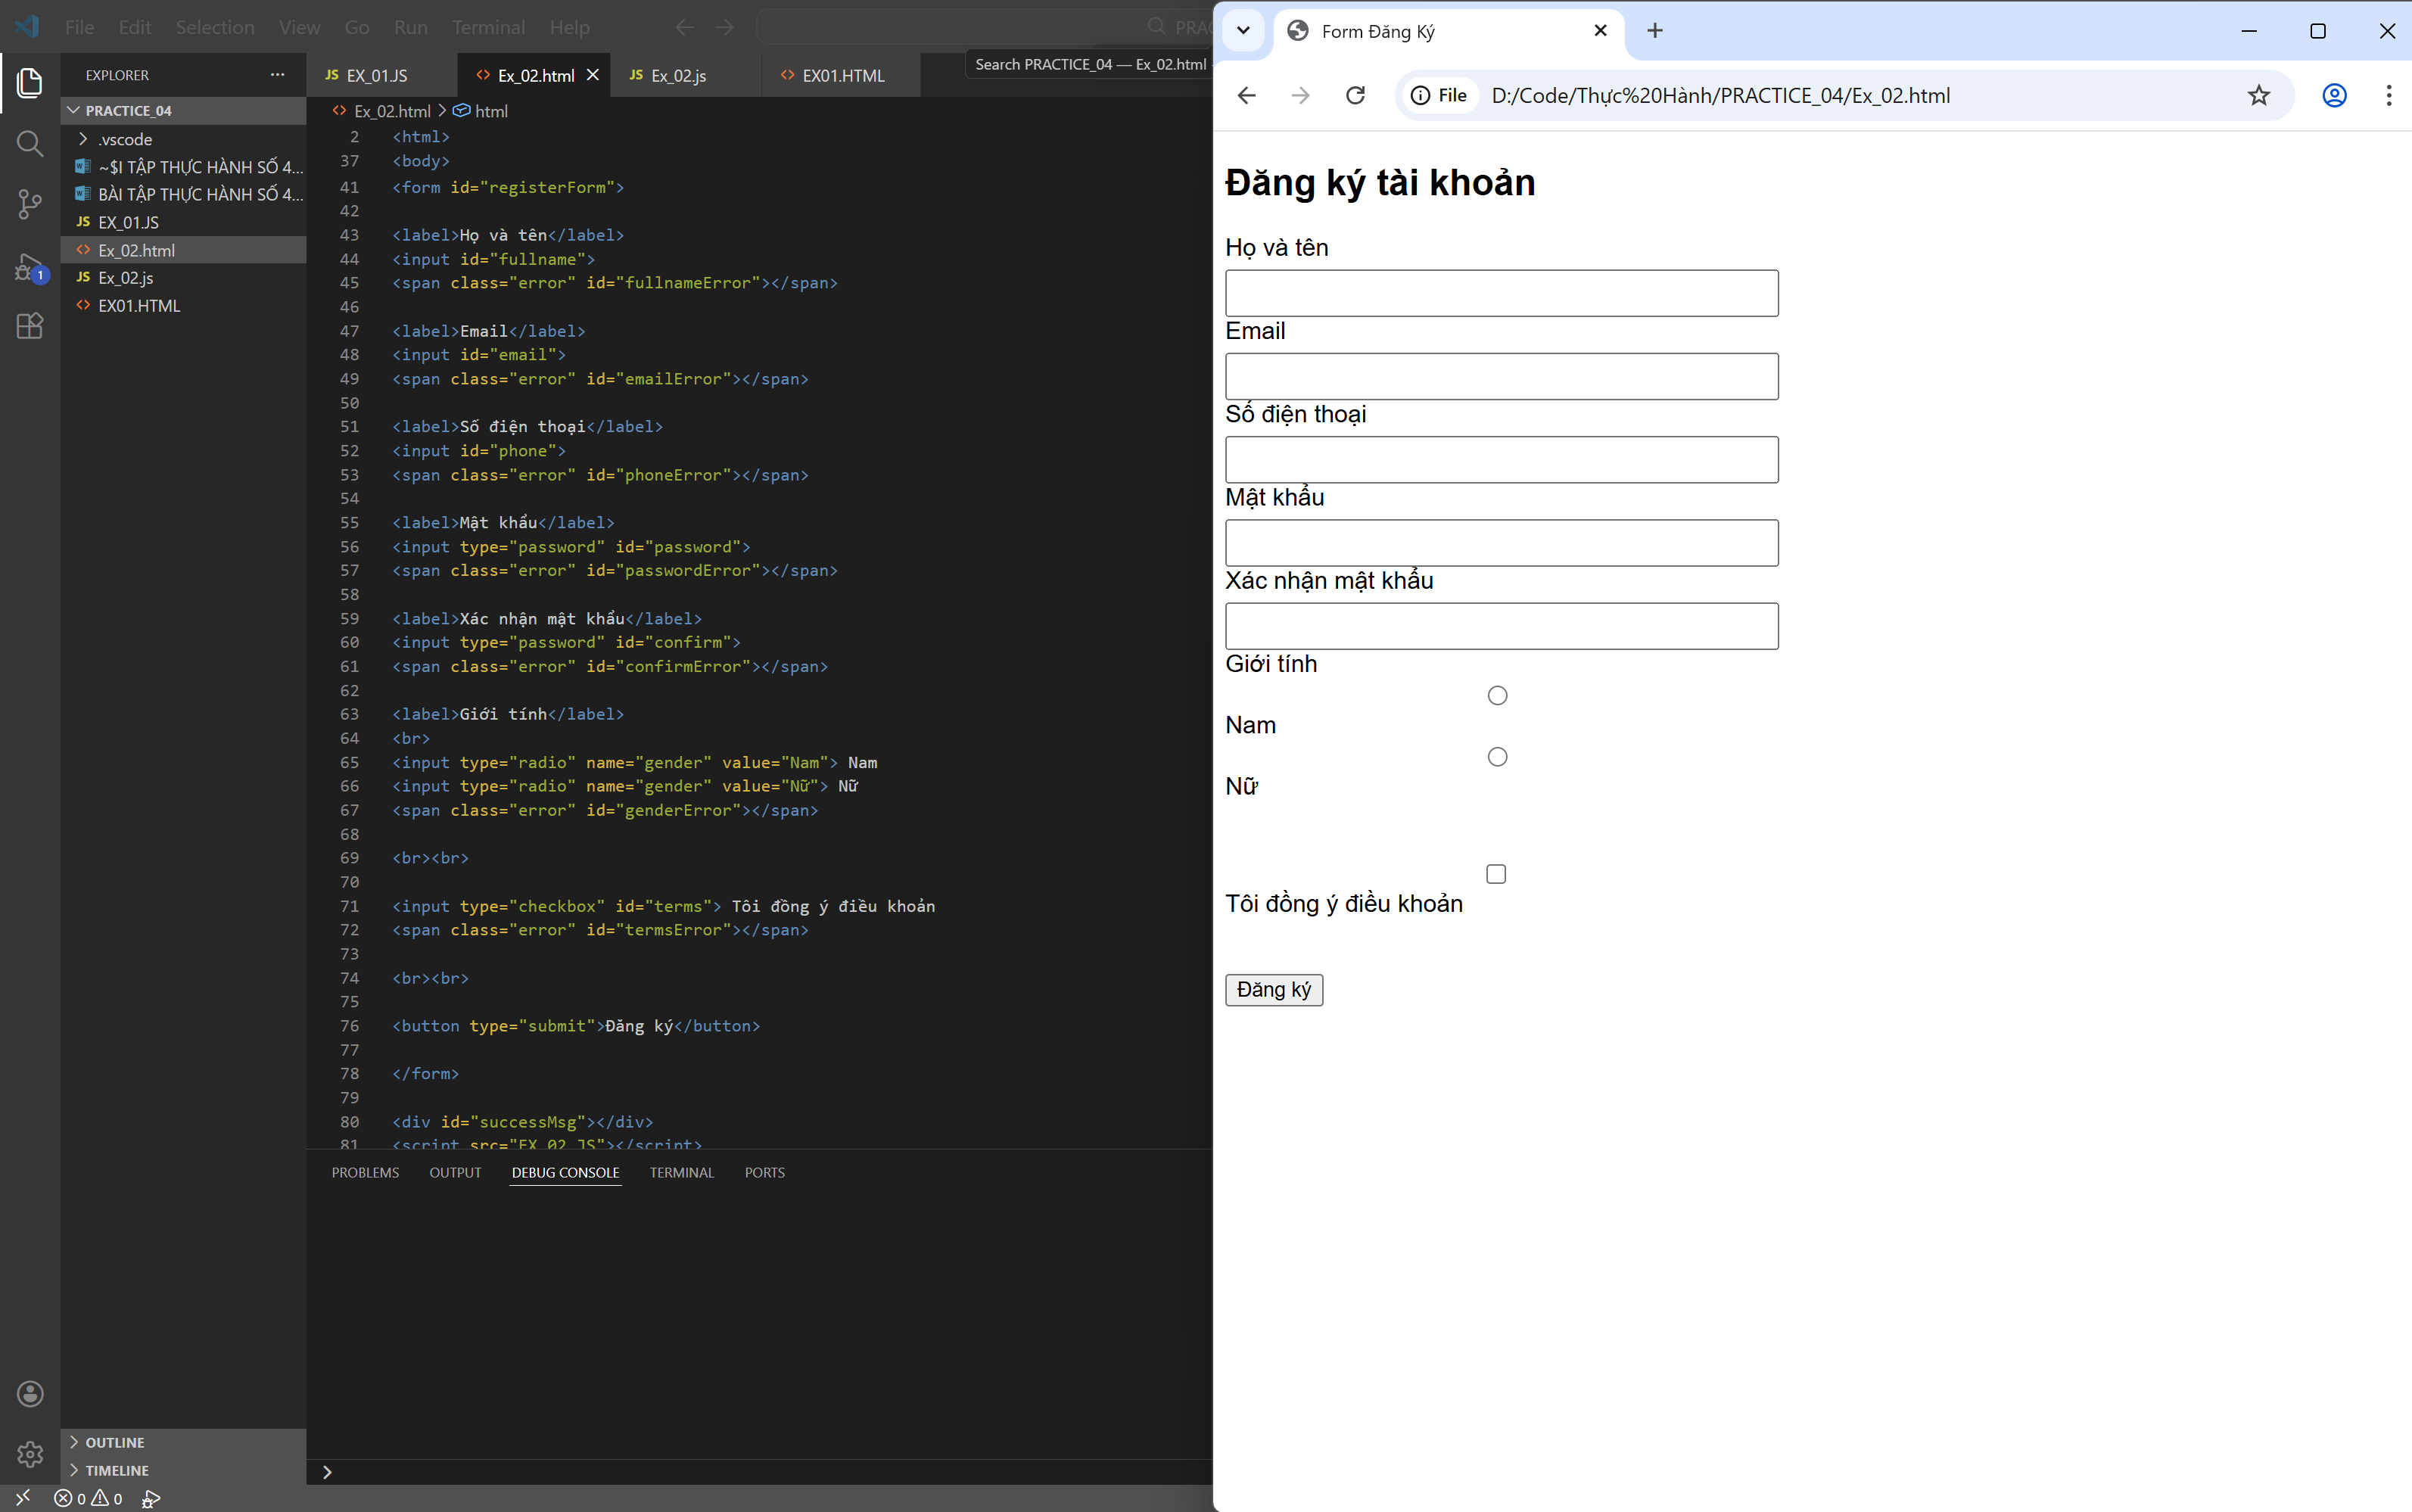 File Edit Selection View Go Run Terminal Help
PRAC
Search PRACTICE_04 — Ex_02.html
EXPLORER
PRACTICE_04
.vscode
~$I TẬP THỰC HÀNH SỐ 4...
BÀI TẬP THỰC HÀNH SỐ 4...
JS EX_01.JS
Ex_02.html
JS Ex_02.js
EX01.HTML
1
OUTLINE
TIMELINE
0 0
JS EX_01.JS Ex_02.html JS Ex_02.js EX01.HTML
Ex_02.html > html
2 <html>
37 <body>
41 <form id="registerForm">
42
43 <label>Họ và tên</label>
44 <input id="fullname">
45 <span class="error" id="fullnameError"></span>
46
47 <label>Email</label>
48 <input id="email">
49 <span class="error" id="emailError"></span>
50
51 <label>Số điện thoại</label>
52 <input id="phone">
53 <span class="error" id="phoneError"></span>
54
55 <label>Mật khẩu</label>
56 <input type="password" id="password">
57 <span class="error" id="passwordError"></span>
58
59 <label>Xác nhận mật khẩu</label>
60 <input type="password" id="confirm">
61 <span class="error" id="confirmError"></span>
62
63 <label>Giới tính</label>
64 <br>
65 <input type="radio" name="gender" value="Nam"> Nam
66 <input type="radio" name="gender" value="Nữ"> Nữ
67 <span class="error" id="genderError"></span>
68
69 <br><br>
70
71 <input type="checkbox" id="terms"> Tôi đồng ý điều khoản
72 <span class="error" id="termsError"></span>
73
74 <br><br>
75
76 <button type="submit">Đăng ký</button>
77
78 </form>
79
80 <div id="successMsg"></div>
81 <script src="EX_02.JS"></script>
PROBLEMS OUTPUT DEBUG CONSOLE TERMINAL PORTS
Form Đăng Ký
File D:/Code/Thực%20Hành/PRACTICE_04/Ex_02.html
Đăng ký tài khoản
Họ và tên
Email
Số điện thoại
Mật khẩu
Xác nhận mật khẩu
Giới tính
Nam
Nữ
Tôi đồng ý điều khoản
Đăng ký